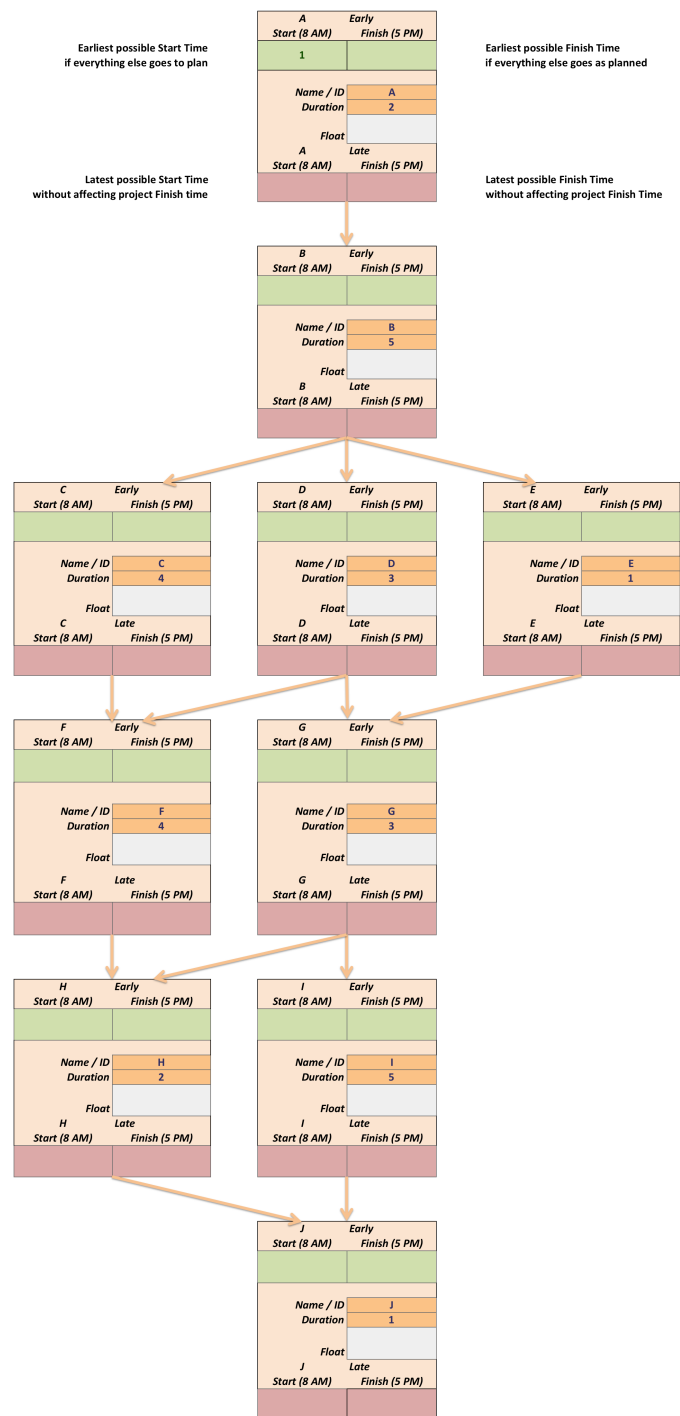 A Early
Start (8 AM) Finish (5 PM)
Earliest possible Start Time
if everything else goes to plan
1
Earliest possible Finish Time
if everything else goes as planned
Name / ID A
Duration 2
Float
A Late
Start (8 AM) Finish (5 PM)
Latest possible Start Time
without affecting project Finish time
Latest possible Finish Time
without affecting project Finish Time
B Early
Start (8 AM) Finish (5 PM)
Name / ID B
Duration 5
Float
B Late
Start (8 AM) Finish (5 PM)
C Early
Start (8 AM) Finish (5 PM)
Name / ID C
Duration 4
Float
C Late
Start (8 AM) Finish (5 PM)
D Early
Start (8 AM) Finish (5 PM)
Name / ID D
Duration 3
Float
D Late
Start (8 AM) Finish (5 PM)
E Early
Start (8 AM) Finish (5 PM)
Name / ID E
Duration 1
Float
E Late
Start (8 AM) Finish (5 PM)
F Early
Start (8 AM) Finish (5 PM)
Name / ID F
Duration 4
Float
F Late
Start (8 AM) Finish (5 PM)
G Early
Start (8 AM) Finish (5 PM)
Name / ID G
Duration 3
Float
G Late
Start (8 AM) Finish (5 PM)
H Early
Start (8 AM) Finish (5 PM)
Name / ID H
Duration 2
Float
H Late
Start (8 AM) Finish (5 PM)
I Early
Start (8 AM) Finish (5 PM)
Name / ID I
Duration 5
Float
I Late
Start (8 AM) Finish (5 PM)
J Early
Start (8 AM) Finish (5 PM)
Name / ID J
Duration 1
Float
J Late
Start (8 AM) Finish (5 PM)